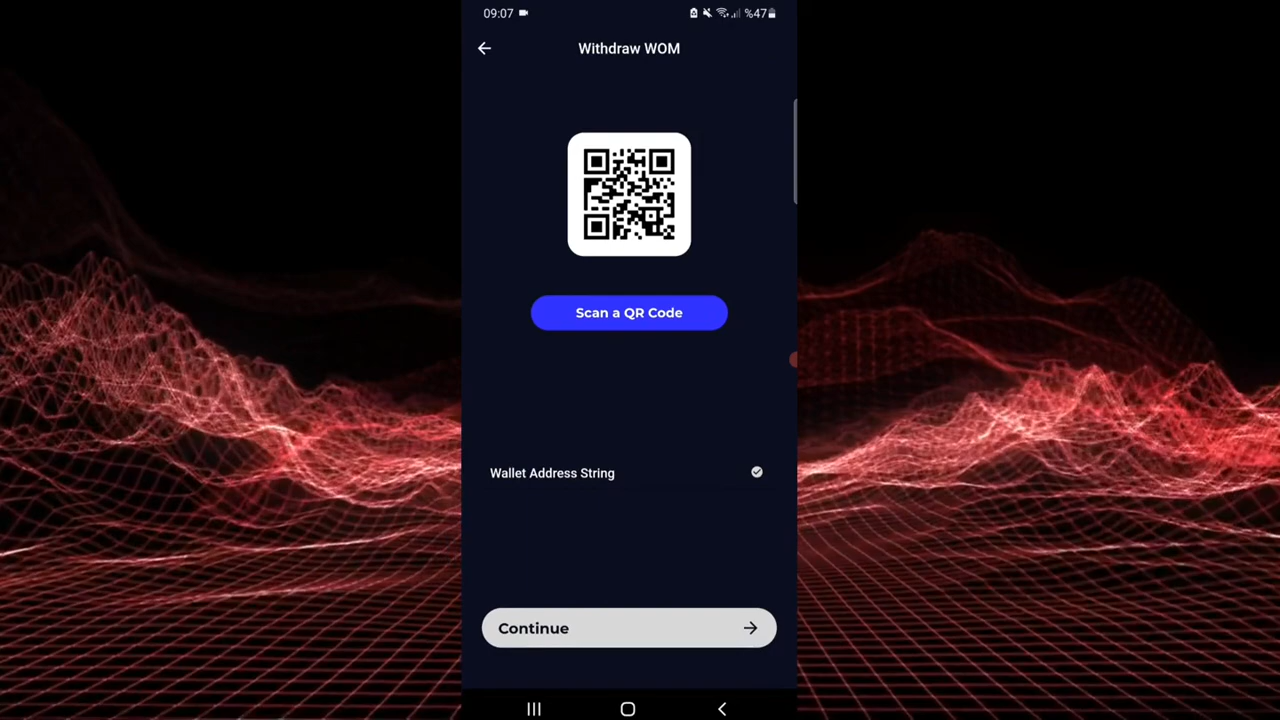 09:07 %47
Withdraw WOM
Scan a QR Code
Wallet Address String
Continue